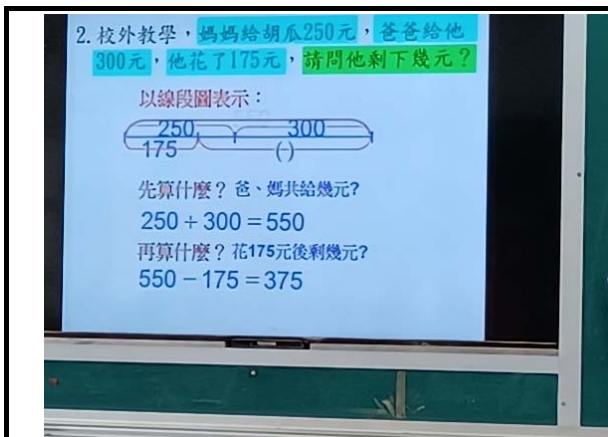 2. 校外教學，媽媽給胡瓜250元，爸爸給他
300元，他花了175元，請問他剩下幾元？
以線段圖表示：
250 300
175 (-)
先算什麼？爸、媽共給幾元?
250＋300＝550
再算什麼？花175元後剩幾元?
550－175＝375